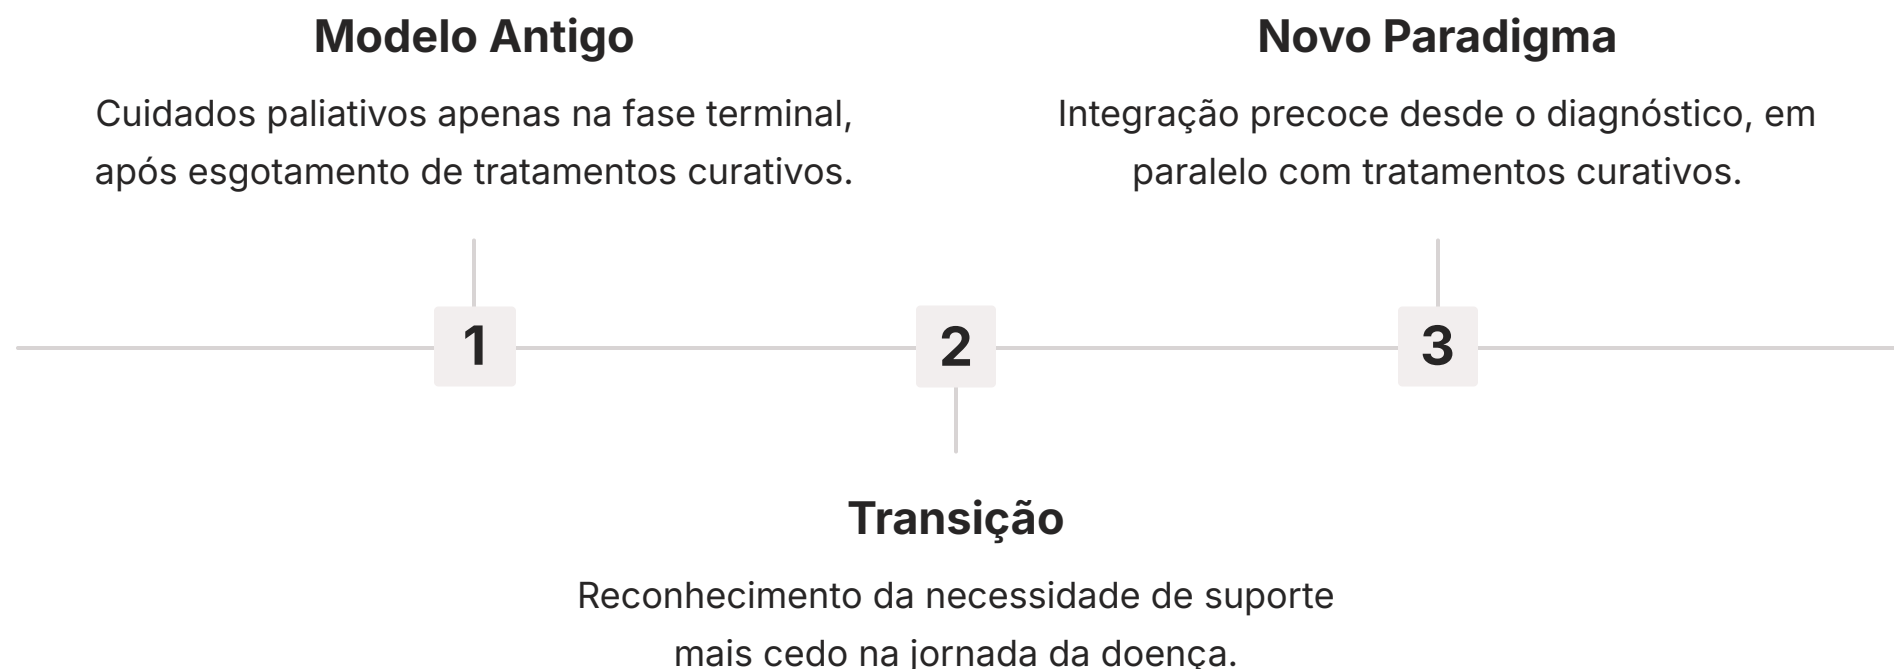 Modelo Antigo
Cuidados paliativos apenas na fase terminal,
após esgotamento de tratamentos curativos.
Novo Paradigma
Integração precoce desde o diagnóstico, em
paralelo com tratamentos curativos.
1
2
3
Transição
Reconhecimento da necessidade de suporte
mais cedo na jornada da doença.